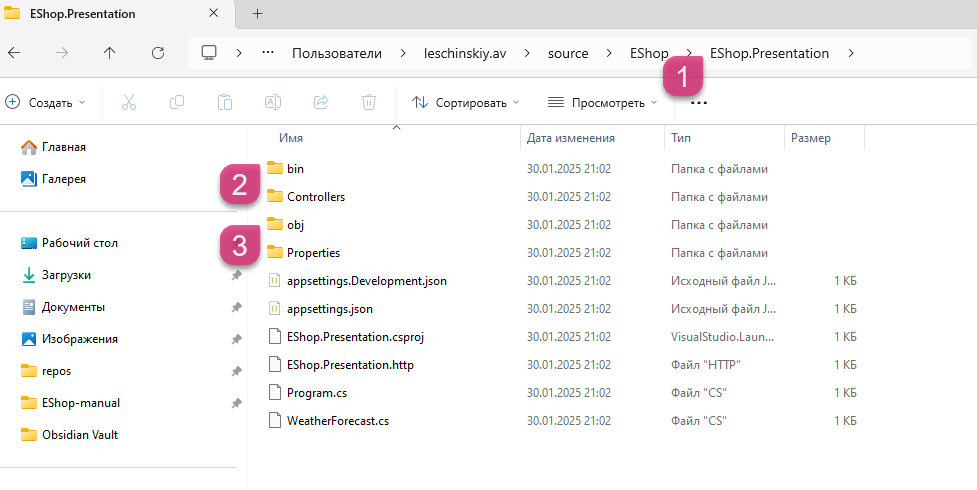 EShop.Presentation
Пользователи leschinskiy.av source EShop EShop.Presentation
1
Создать Сортировать Просмотреть
Имя Дата изменения Тип Размер
Главная
Галерея
Рабочий стол
Загрузки
Документы
Изображения
repos
EShop-manual
Obsidian Vault
2
3
bin 30.01.2025 21:02 Папка с файлами
Controllers 30.01.2025 21:02 Папка с файлами
obj 30.01.2025 21:02 Папка с файлами
Properties 30.01.2025 21:02 Папка с файлами
appsettings.Development.json 30.01.2025 21:02 Исходный файл J... 1 КБ
appsettings.json 30.01.2025 21:02 Исходный файл J... 1 КБ
EShop.Presentation.csproj 30.01.2025 21:02 VisualStudio.Laun... 1 КБ
EShop.Presentation.http 30.01.2025 21:02 Файл "HTTP" 1 КБ
Program.cs 30.01.2025 21:02 Файл "CS" 1 КБ
WeatherForecast.cs 30.01.2025 21:02 Файл "CS" 1 КБ